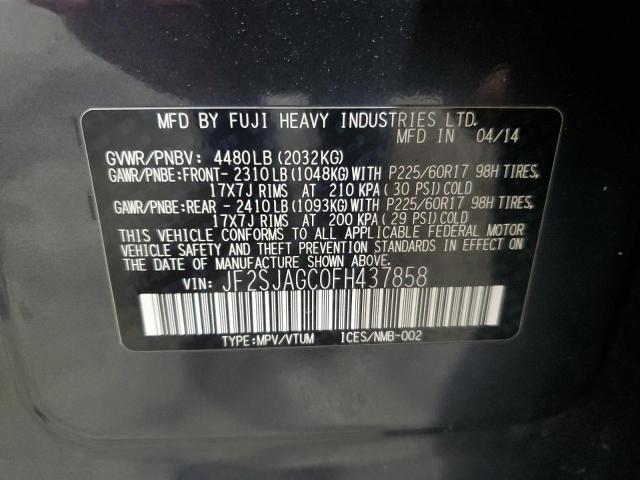 MFD BY FUJI HEAVY INDUSTRIES LTD.
MFD IN 04/14
GVWR/PNBV: 4480LB (2032KG)
GAWR/PNBE:FRONT- 2310 LB (1048KG) WITH P225/60R17 98H TIRES,
17X7J RIMS AT 210 KPA (30 PSI) COLD
GAWR/PNBE:REAR - 2410 LB (1093KG) WITH P225/60R17 98H TIRES,
17X7J RIMS AT 200 KPA (29 PSI) COLD
THIS VEHICLE CONFORMS TO ALL APPLICABLE FEDERAL MOTOR
VEHICLE SAFETY AND THEFT PREVENTION STANDARDS IN EFFECT ON
THE DATE OF MANUFACTURE SHOWN ABOVE.
VIN: JF2SJAGC0FH437858
TYPE:MPV/VTUM ICES/NMB-002